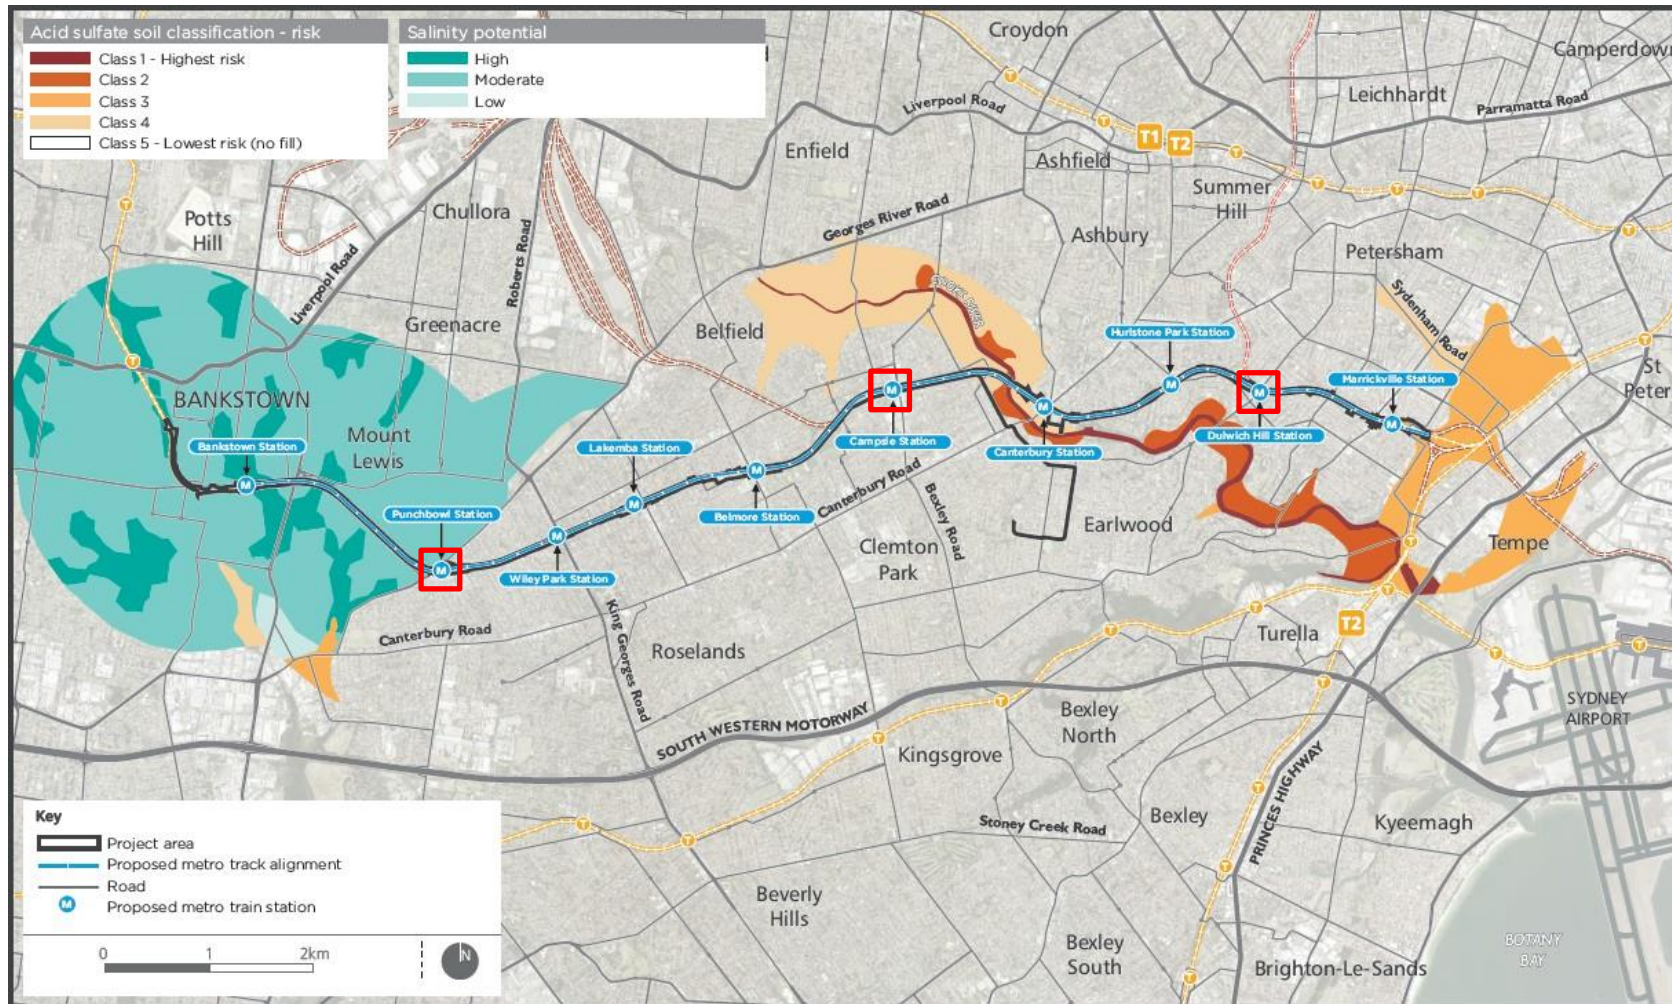 Acid sulfate soil classification - risk
Class 1 - Highest risk
Class 2
Class 3
Class 4
Class 5 - Lowest risk (no fill)
Salinity potential
High
Moderate
Low
Croydon
Camperdown
Leichhardt
Parramatta Road
Liverpool Road
T1
T2
Enfield
Ashfield
Summer
Hill
Potts
Hill
Chullora
Roberts Road
Georges River Road
Ashbury
Petersham
Liverpool Road
Greenacre
Belfield
COOKS RIVER
Sydenham Road
Hurlstone Park Station
St
Peter
BANKSTOWN
Marrickville Station
Mount
Lewis
Bankstown Station
Lakemba Station
Campsie Station
Canterbury Station
Dulwich Hill Station
Punchbowl Station
Belmore Station
Canterbury Road
Bexley Road
Earlwood
Clemton
Park
Tempe
Wiley Park Station
Canterbury Road
King Georges Road
Roselands
Turella
T2
SYDNEY
AIRPORT
SOUTH WESTERN MOTORWAY
Bexley
North
Kingsgrove
PRINCES HIGHWAY
Stoney Creek Road
Bexley
Kyeemagh
Beverly
Hills
Bexley
South
Brighton-Le-Sands
BOTANY
BAY
Key
Project area
Proposed metro track alignment
Road
M Proposed metro train station
0 1 2km
N